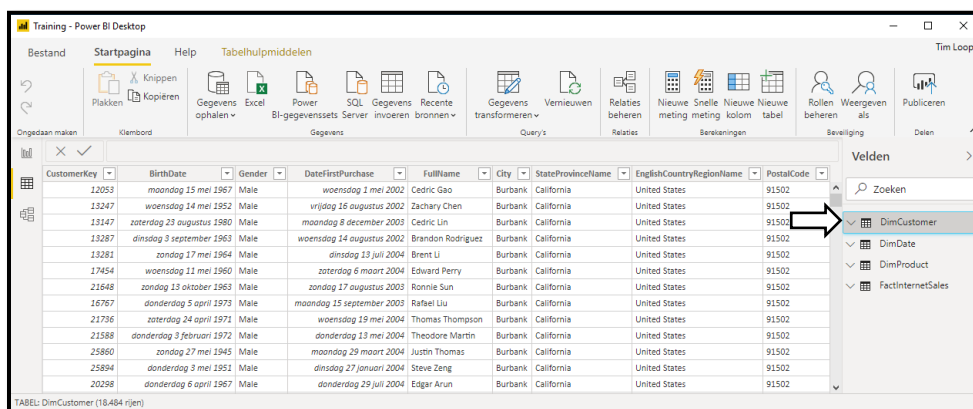 Training - Power BI Desktop
Tim Loop
Bestand Startpagina Help Tabelhulpmiddelen
Plakken
Knippen
Kopiëren
Gegevens ophalen
Excel
Power BI-gegevenssets
SQL Server
Gegevens invoeren
Recente bronnen
Gegevens transformeren
Vernieuwen
Relaties beheren
Nieuwe meting
Snelle meting
Nieuwe kolom
Nieuwe tabel
Rollen beheren
Weergeven als
Publiceren
Ongedaan maken Klembord Gegevens Query's Relaties Berekeningen Beveiliging Delen
CustomerKey BirthDate Gender DateFirstPurchase FullName City StateProvinceName EnglishCountryRegionName PostalCode
12053 maandag 15 mei 1967 Male woensdag 1 mei 2002 Cedric Gao Burbank California United States 91502
13247 woensdag 14 mei 1952 Male vrijdag 16 augustus 2002 Zachary Chen Burbank California United States 91502
13147 zaterdag 23 augustus 1980 Male maandag 8 december 2003 Cedric Lin Burbank California United States 91502
13287 dinsdag 3 september 1963 Male woensdag 14 augustus 2002 Brandon Rodriguez Burbank California United States 91502
13281 zondag 17 mei 1964 Male dinsdag 13 juli 2004 Brent Li Burbank California United States 91502
17454 woensdag 11 mei 1960 Male zaterdag 6 maart 2004 Edward Perry Burbank California United States 91502
21648 zondag 13 oktober 1963 Male zondag 17 augustus 2003 Ronnie Sun Burbank California United States 91502
16767 donderdag 5 april 1973 Male maandag 15 september 2003 Rafael Liu Burbank California United States 91502
21736 zaterdag 24 april 1971 Male woensdag 19 mei 2004 Thomas Thompson Burbank California United States 91502
21588 donderdag 3 februari 1972 Male donderdag 13 mei 2004 Theodore Martin Burbank California United States 91502
25860 zondag 27 mei 1945 Male maandag 29 maart 2004 Justin Thomas Burbank California United States 91502
25894 donderdag 3 mei 1951 Male dinsdag 27 januari 2004 Steve Zeng Burbank California United States 91502
20298 donderdag 6 april 1967 Male donderdag 29 juli 2004 Edgar Arun Burbank California United States 91502
Velden
Zoeken
DimCustomer
DimDate
DimProduct
FactInternetSales
TABEL: DimCustomer (18.484 rijen)